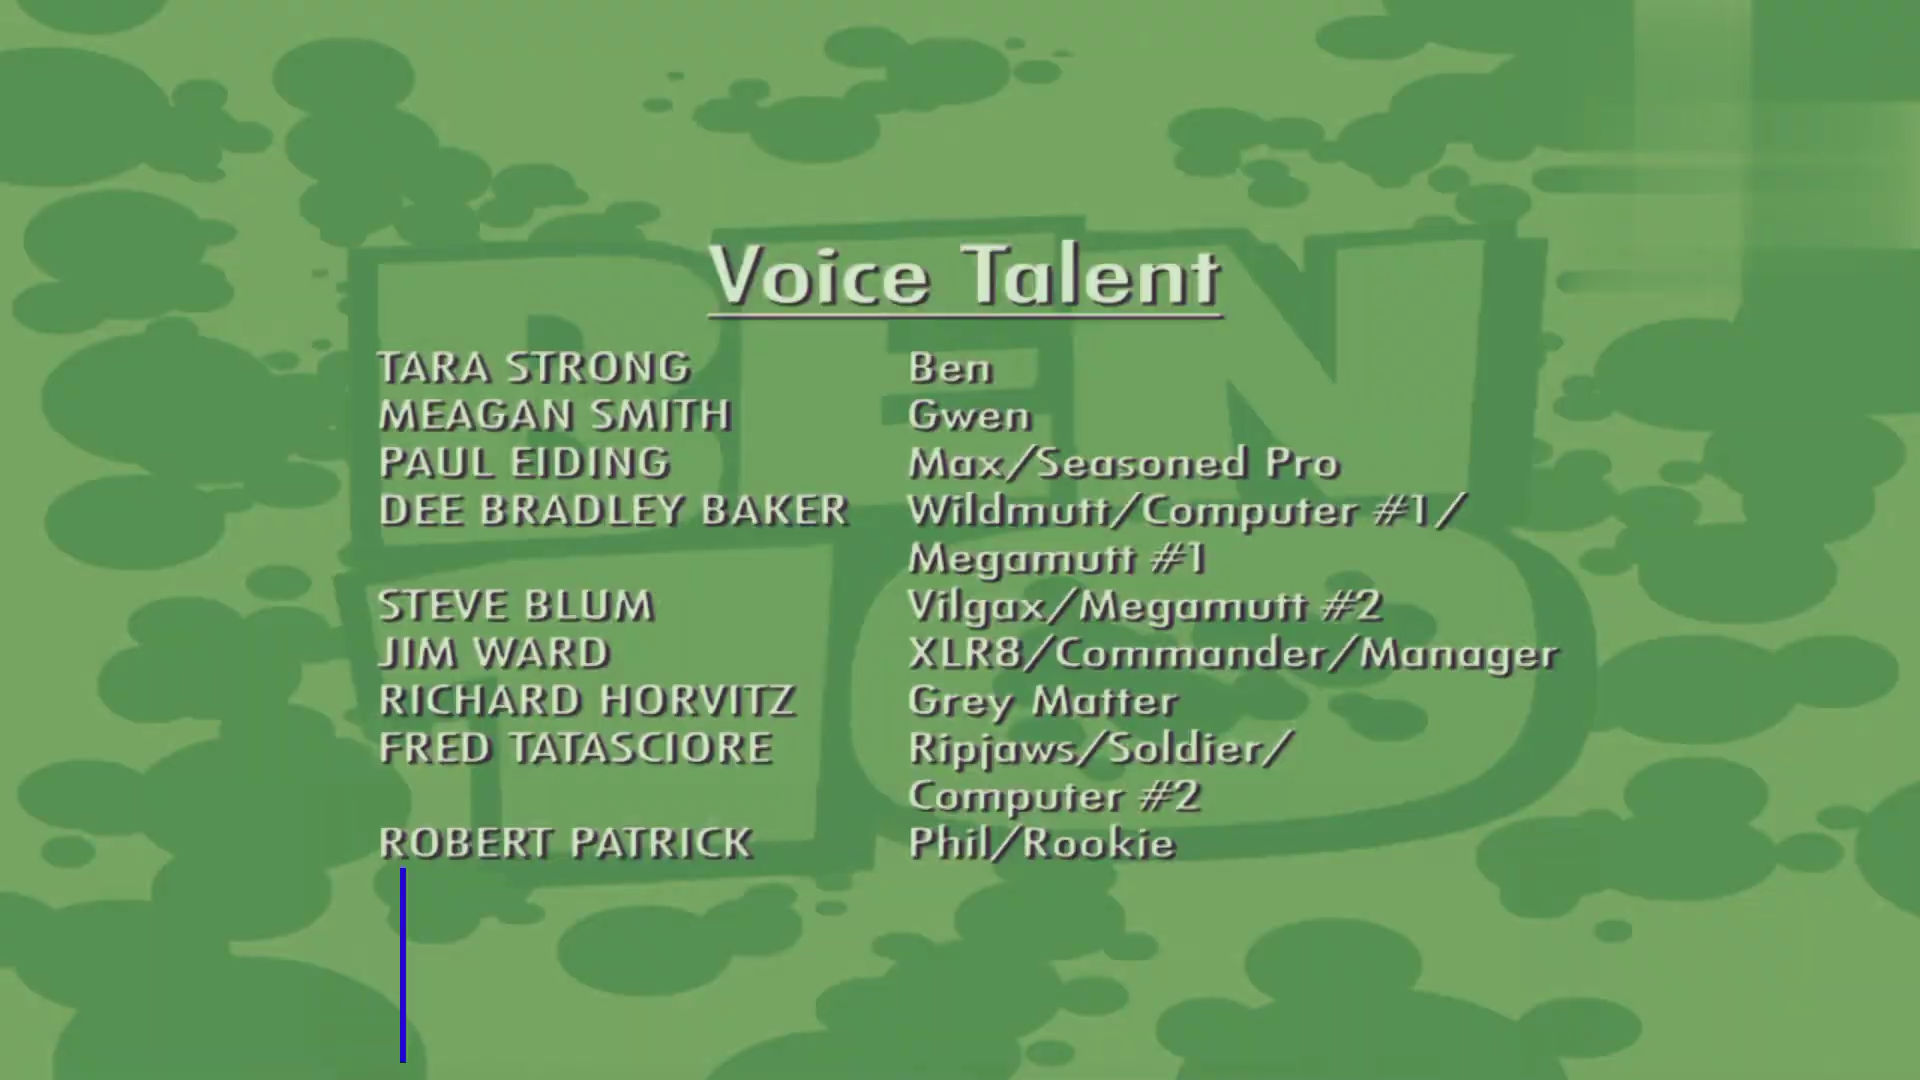 Voice Talent
TARA STRONG Ben
MEAGAN SMITH Gwen
PAUL EIDING Max/Seasoned Pro
DEE BRADLEY BAKER Wildmutt/Computer #1/
Megamutt #1
STEVE BLUM Vilgax/Megamutt #2
JIM WARD XLR8/Commander/Manager
RICHARD HORVITZ Grey Matter
FRED TATASCIORE Ripjaws/Soldier/
Computer #2
ROBERT PATRICK Phil/Rookie
BEN
10